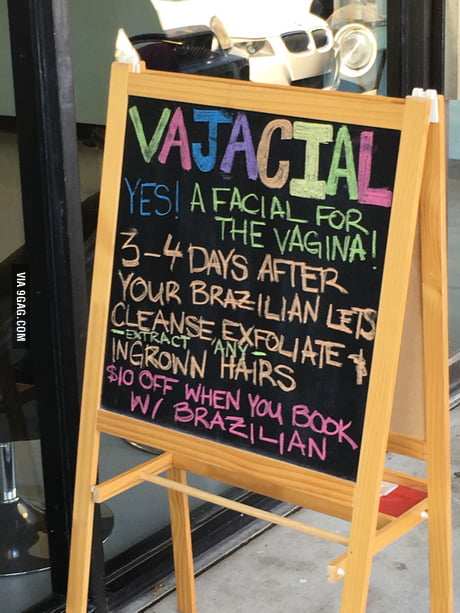 VAJACIAL
YES! A FACIAL FOR
THE VAGINA!
3-4 DAYS AFTER
YOUR BRAZILIAN LETS
CLEANSE EXFOLIATE &
-EXTRACT ANY-
INGROWN HAIRS
$10 OFF WHEN YOU BOOK
W/ BRAZILIAN
VIA 9GAG.COM